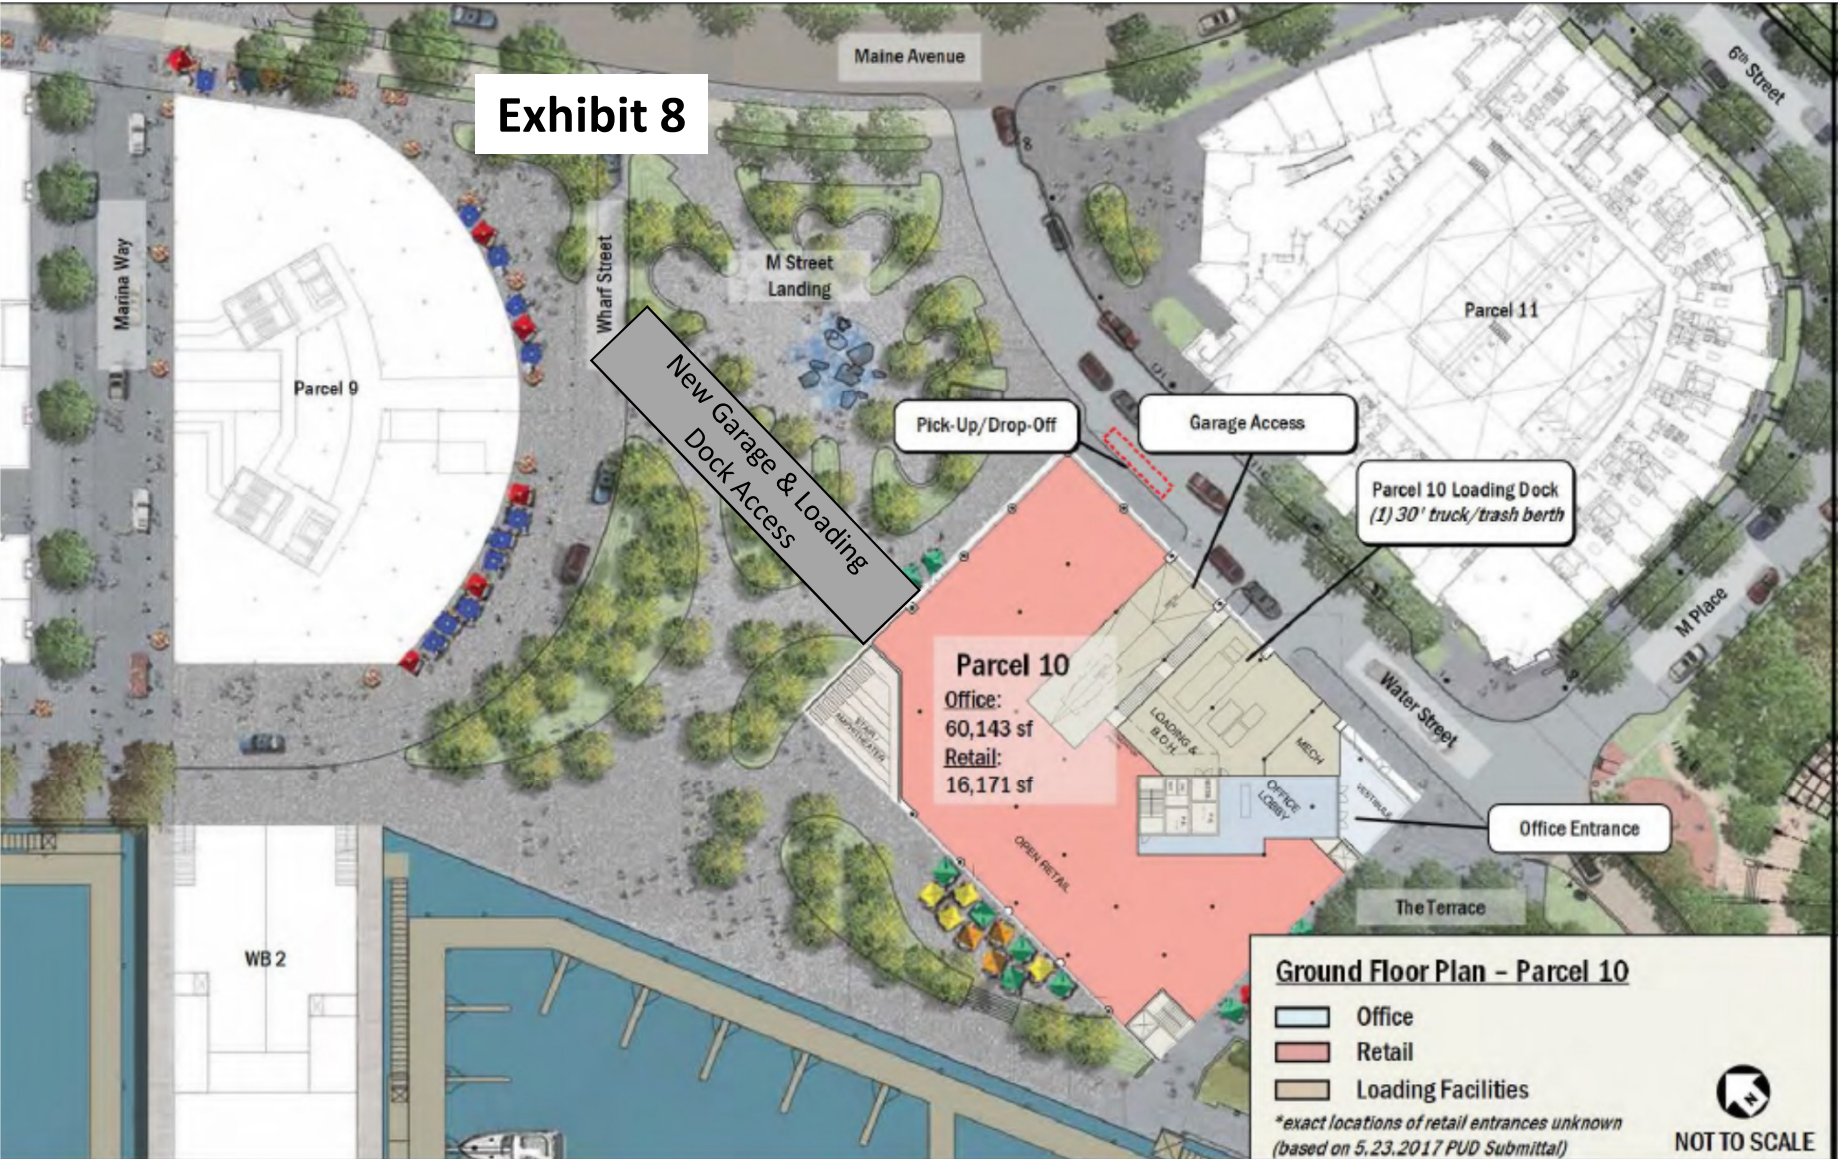 Maine Avenue
Exhibit 8
6th Street
Marina Way
Wharf Street
M Street
Landing
Parcel 11
Parcel 9
New Garage & Loading
Dock Access
Pick-Up/Drop-Off
Garage Access
Parcel 10 Loading Dock
(1) 30' truck/trash berth
M Place
Parcel 10
Office:
60,143 sf
Retail:
16,171 sf
STAIR/
AMPHITHEATER
LOADING &
B.O.H.
MECH
Water Street
OFFICE
LOBBY
VESTIBULE
Office Entrance
OPEN RETAIL
The Terrace
WB 2
Ground Floor Plan – Parcel 10
Office
Retail
Loading Facilities
*exact locations of retail entrances unknown
(based on 5.23.2017 PUD Submittal)
N
NOT TO SCALE